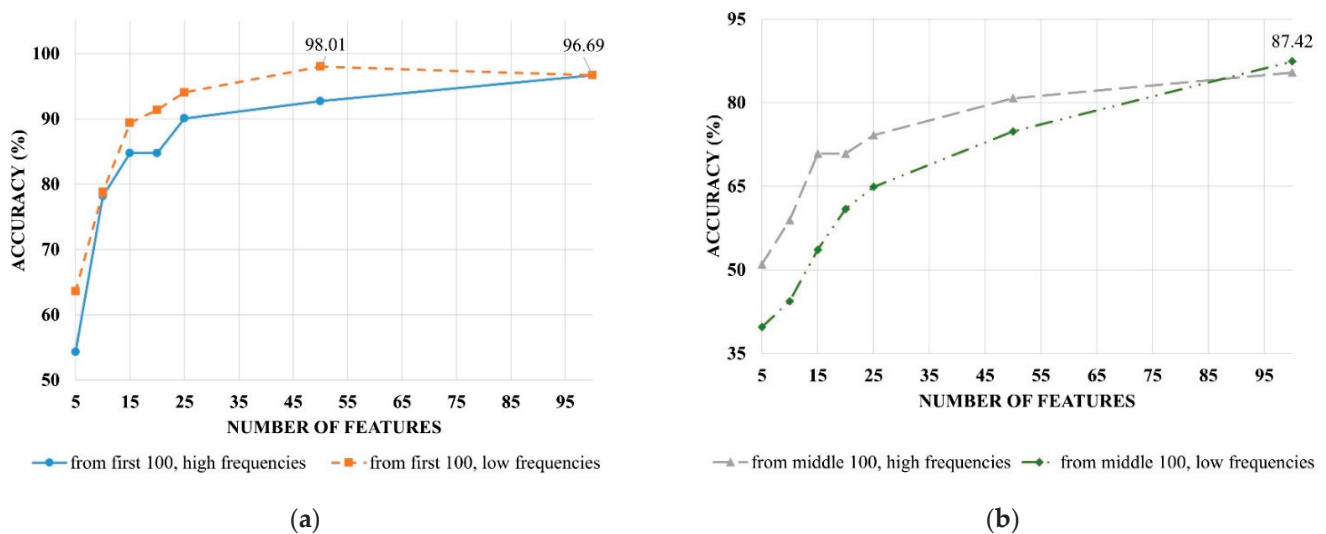 98.01
96.69
100
90
80
70
60
50
ACCURACY (%)
5 15 25 35 45 55 65 75 85 95
NUMBER OF FEATURES
from first 100, high frequencies from first 100, low frequencies
(a)
87.42
95
80
65
50
35
ACCURACY (%)
5 15 25 35 45 55 65 75 85 95
NUMBER OF FEATURES
from middle 100, high frequencies from middle 100, low frequencies
(b)